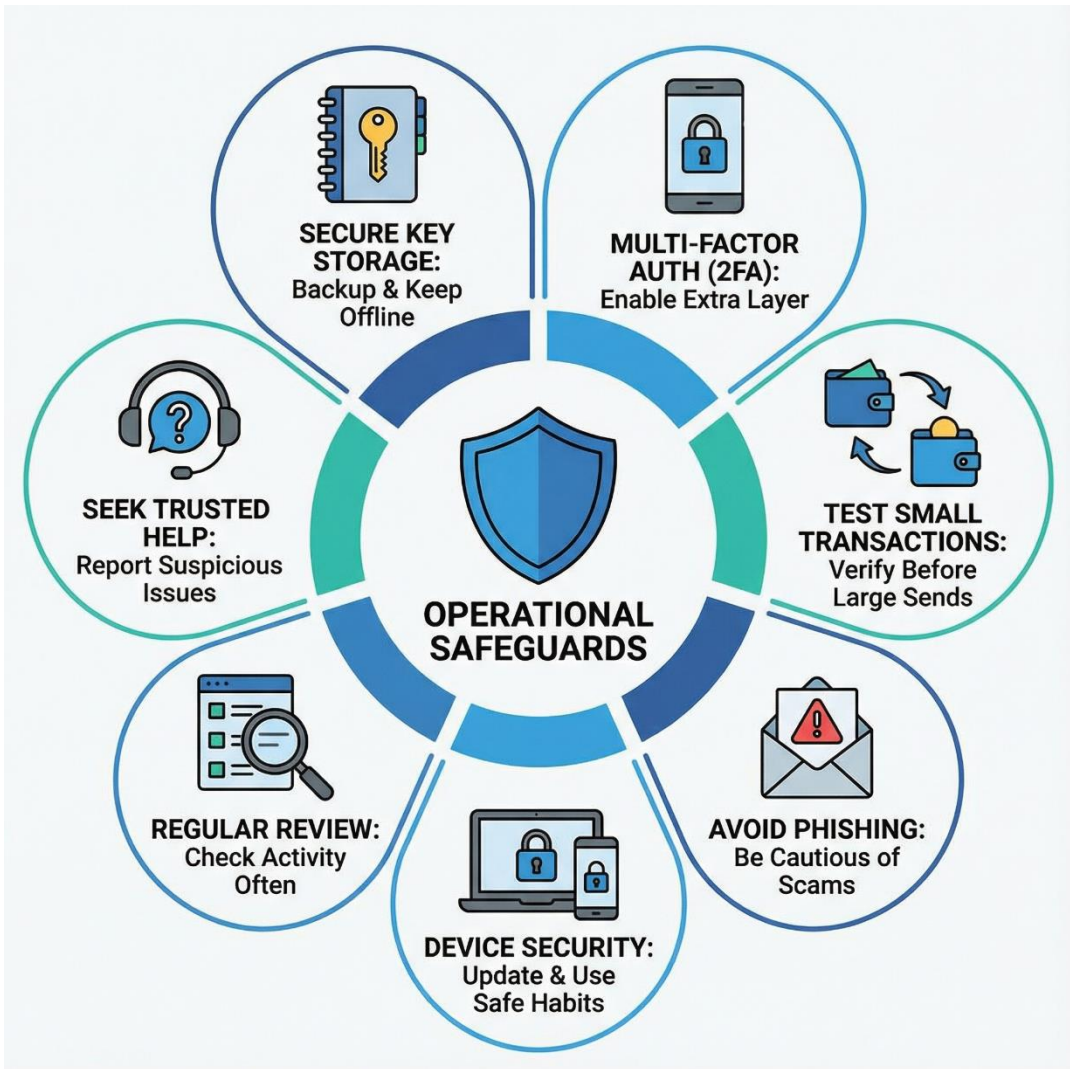 SECURE KEY
STORAGE:
Backup & Keep
Offline
MULTI-FACTOR
AUTH (2FA):
Enable Extra Layer
TEST SMALL
TRANSACTIONS:
Verify Before
Large Sends
AVOID PHISHING:
Be Cautious of
Scams
DEVICE SECURITY:
Update & Use
Safe Habits
REGULAR REVIEW:
Check Activity
Often
SEEK TRUSTED
HELP:
Report Suspicious
Issues
OPERATIONAL
SAFEGUARDS